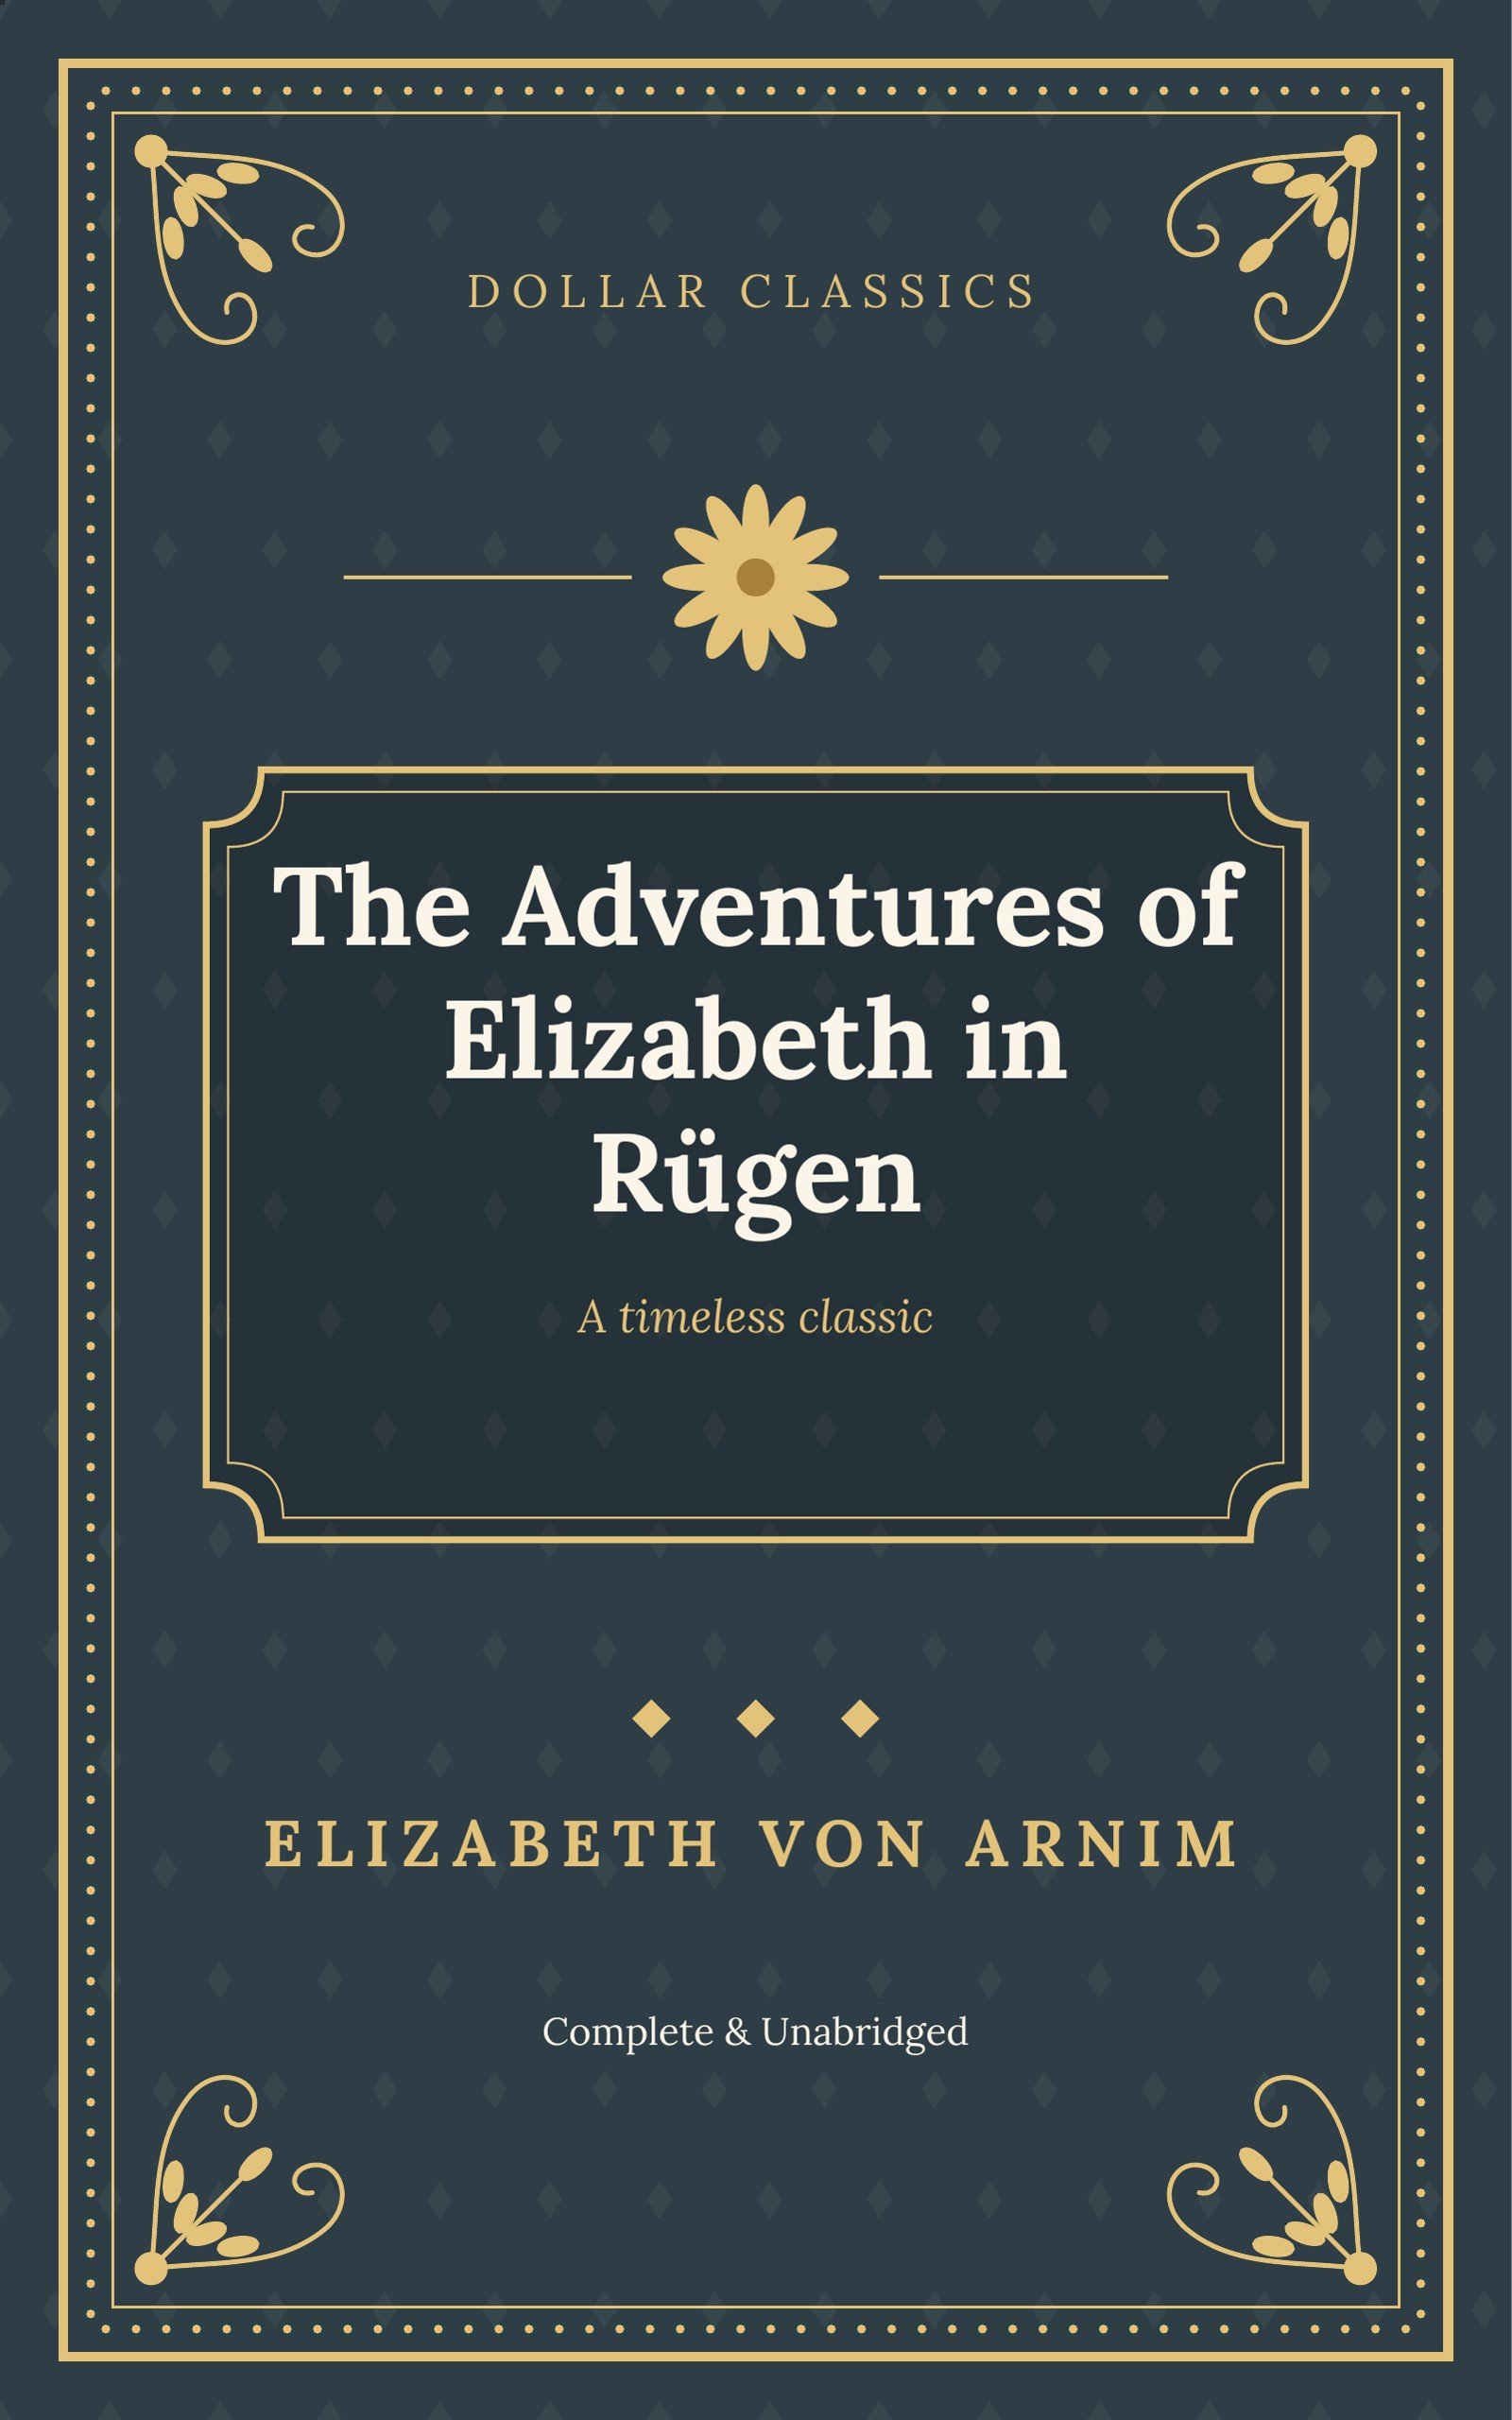 DOLLAR CLASSICS
The Adventures of
Elizabeth in
Rügen
A timeless classic
ELIZABETH VON ARNIM
Complete & Unabridged